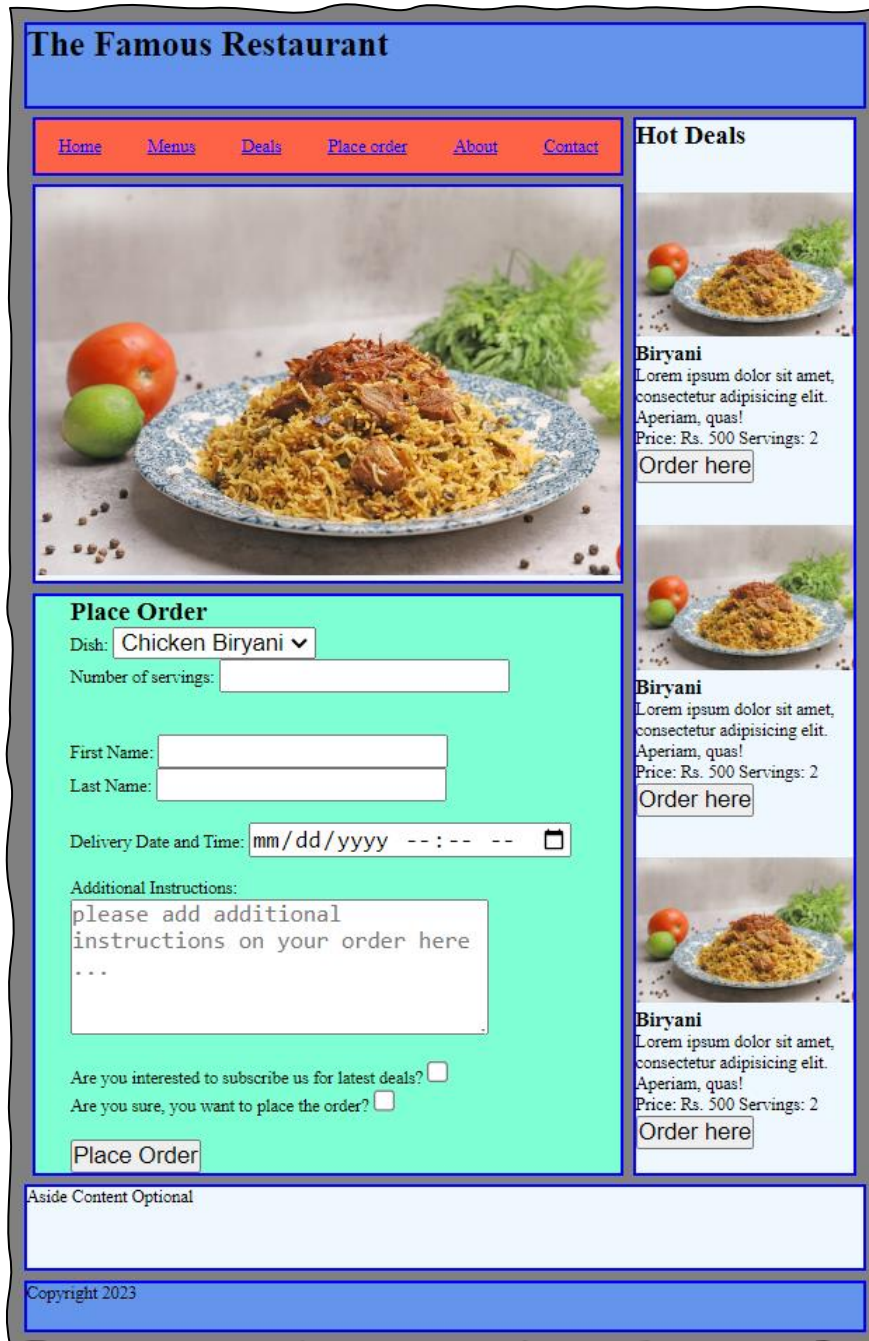 The Famous Restaurant
Home Menus Deals Place order About Contact
Place Order
Dish: Chicken Biryani
Number of servings:
First Name:
Last Name:
Delivery Date and Time: mm/dd/yyyy --:-- --
Additional Instructions:
please add additional
instructions on your order here
...
Are you interested to subscribe us for latest deals?
Are you sure, you want to place the order?
Place Order
Hot Deals
Biryani
Lorem ipsum dolor sit amet,
consectetur adipisicing elit.
Aperiam, quas!
Price: Rs. 500 Servings: 2
Order here
Biryani
Lorem ipsum dolor sit amet,
consectetur adipisicing elit.
Aperiam, quas!
Price: Rs. 500 Servings: 2
Order here
Biryani
Lorem ipsum dolor sit amet,
consectetur adipisicing elit.
Aperiam, quas!
Price: Rs. 500 Servings: 2
Order here
Aside Content Optional
Copyright 2023